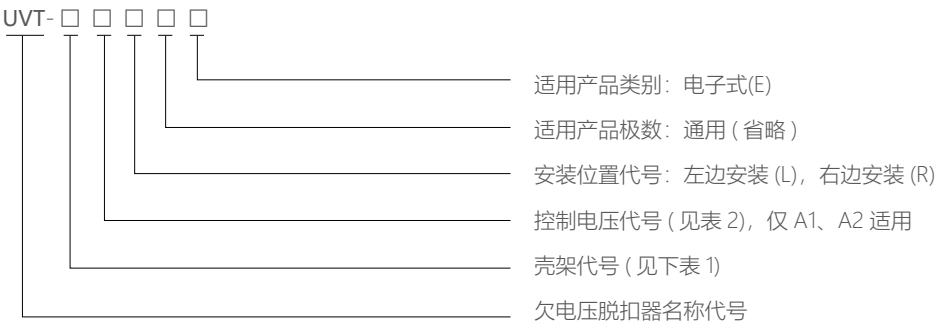 UVT-□ □ □ □ □
适用产品类别：电子式(E)
适用产品极数：通用 ( 省略 )
安装位置代号：左边安装 (L)，右边安装 (R)
控制电压代号 ( 见表 2)，仅 A1、A2 适用
壳架代号 ( 见下表 1)
欠电压脱扣器名称代号